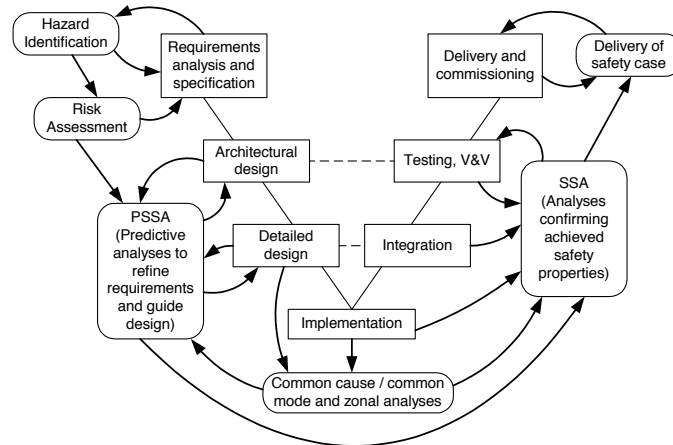 Hazard
Identification
Requirements
analysis and
specification
Delivery and
commissioning
Delivery of
safety case
Risk
Assessment
Architectural
design
Testing, V&V
PSSA
(Predictive
analyses to
refine
requirements
and guide
design)
SSA
(Analyses
confirming
achieved
safety
properties)
Detailed
design
Integration
Implementation
Common cause / common
mode and zonal analyses